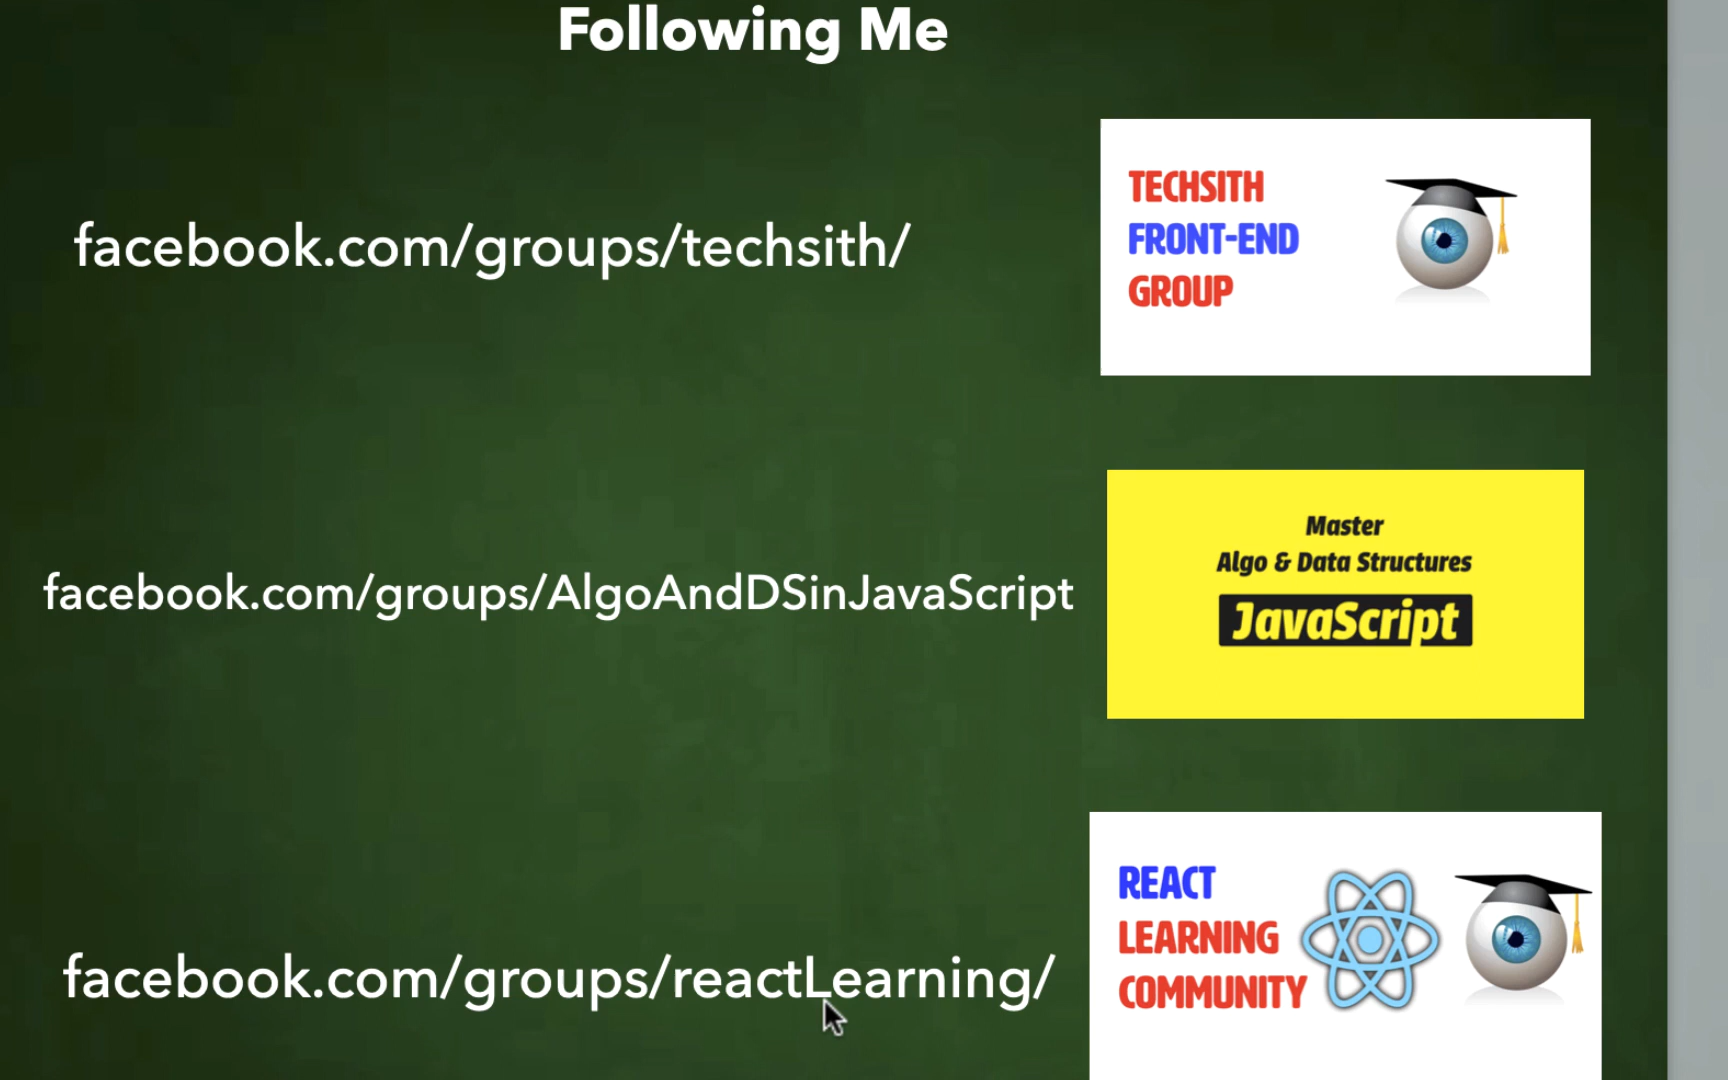 Following Me
facebook.com/groups/techsith/
TECHSITH
FRONT-END
GROUP
facebook.com/groups/AlgoAndDSinJavaScript
Master
Algo & Data Structures
JavaScript
facebook.com/groups/reactLearning/
REACT
LEARNING
COMMUNITY